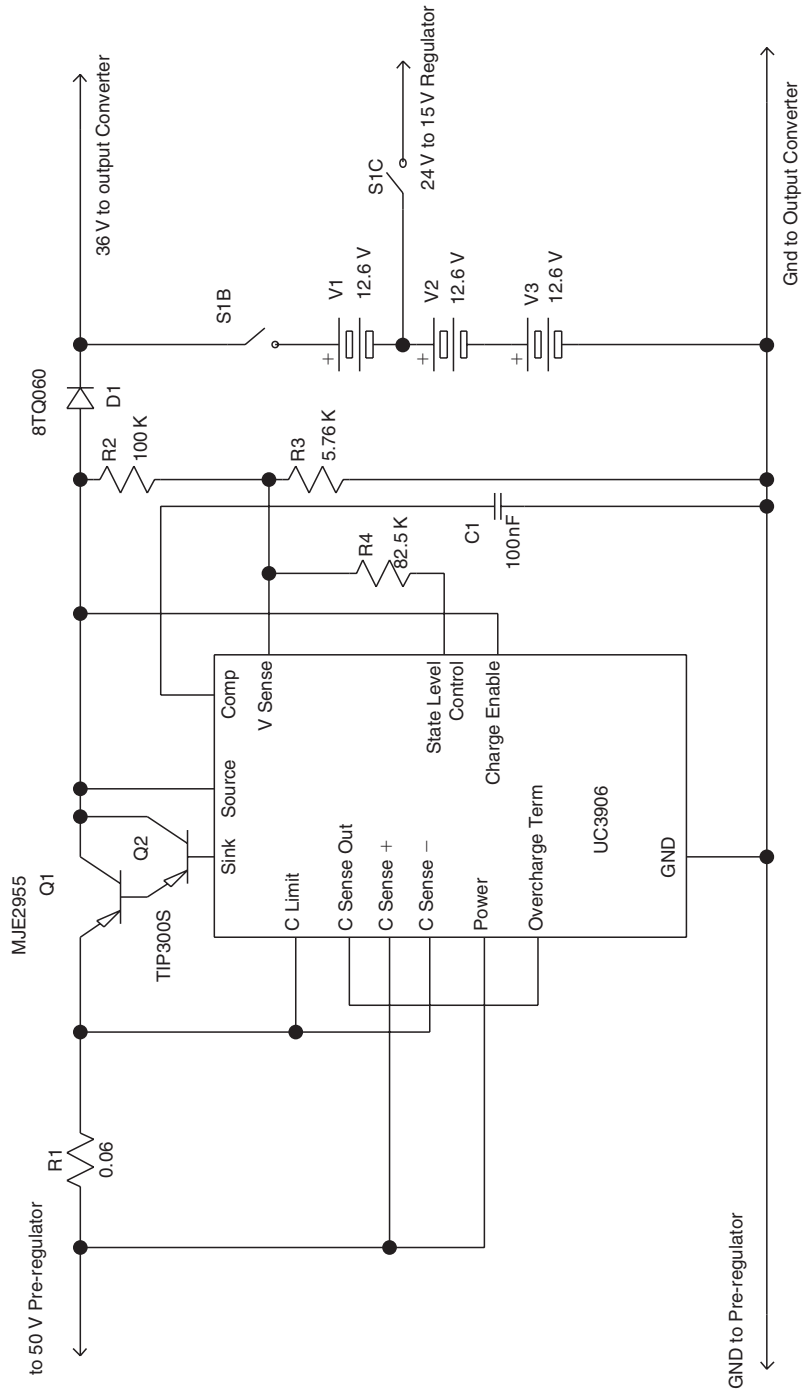 to 50 V Pre-regulator
R1
0.06
MJE2955
Q1
TIP300S
Q2
8TQ060
D1
36 V to output Converter
R2
100 K
R3
5.76 K
R4
82.5 K
C1
100nF
S1B
V1
12.6 V
+
S1C
24 V to 15 V Regulator
V2
12.6 V
+
V3
12.6 V
+
Sink
Source
Comp
C Limit
C Sense Out
C Sense +
C Sense −
Power
Overcharge Term
V Sense
State Level
Control
Charge Enable
UC3906
GND
GND to Pre-regulator
Gnd to Output Converter